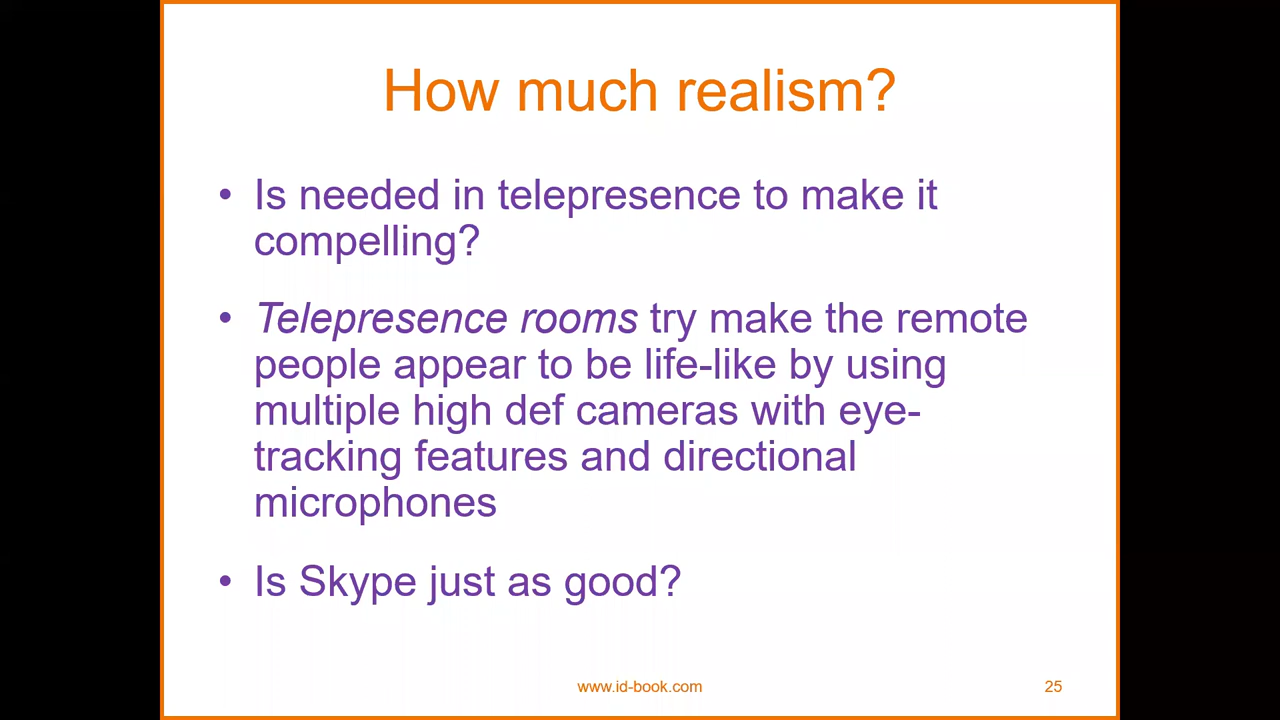 How much realism?
• Is needed in telepresence to make it
compelling?
• Telepresence rooms try make the remote
people appear to be life-like by using
multiple high def cameras with eye-
tracking features and directional
microphones
• Is Skype just as good?
www.id-book.com
25